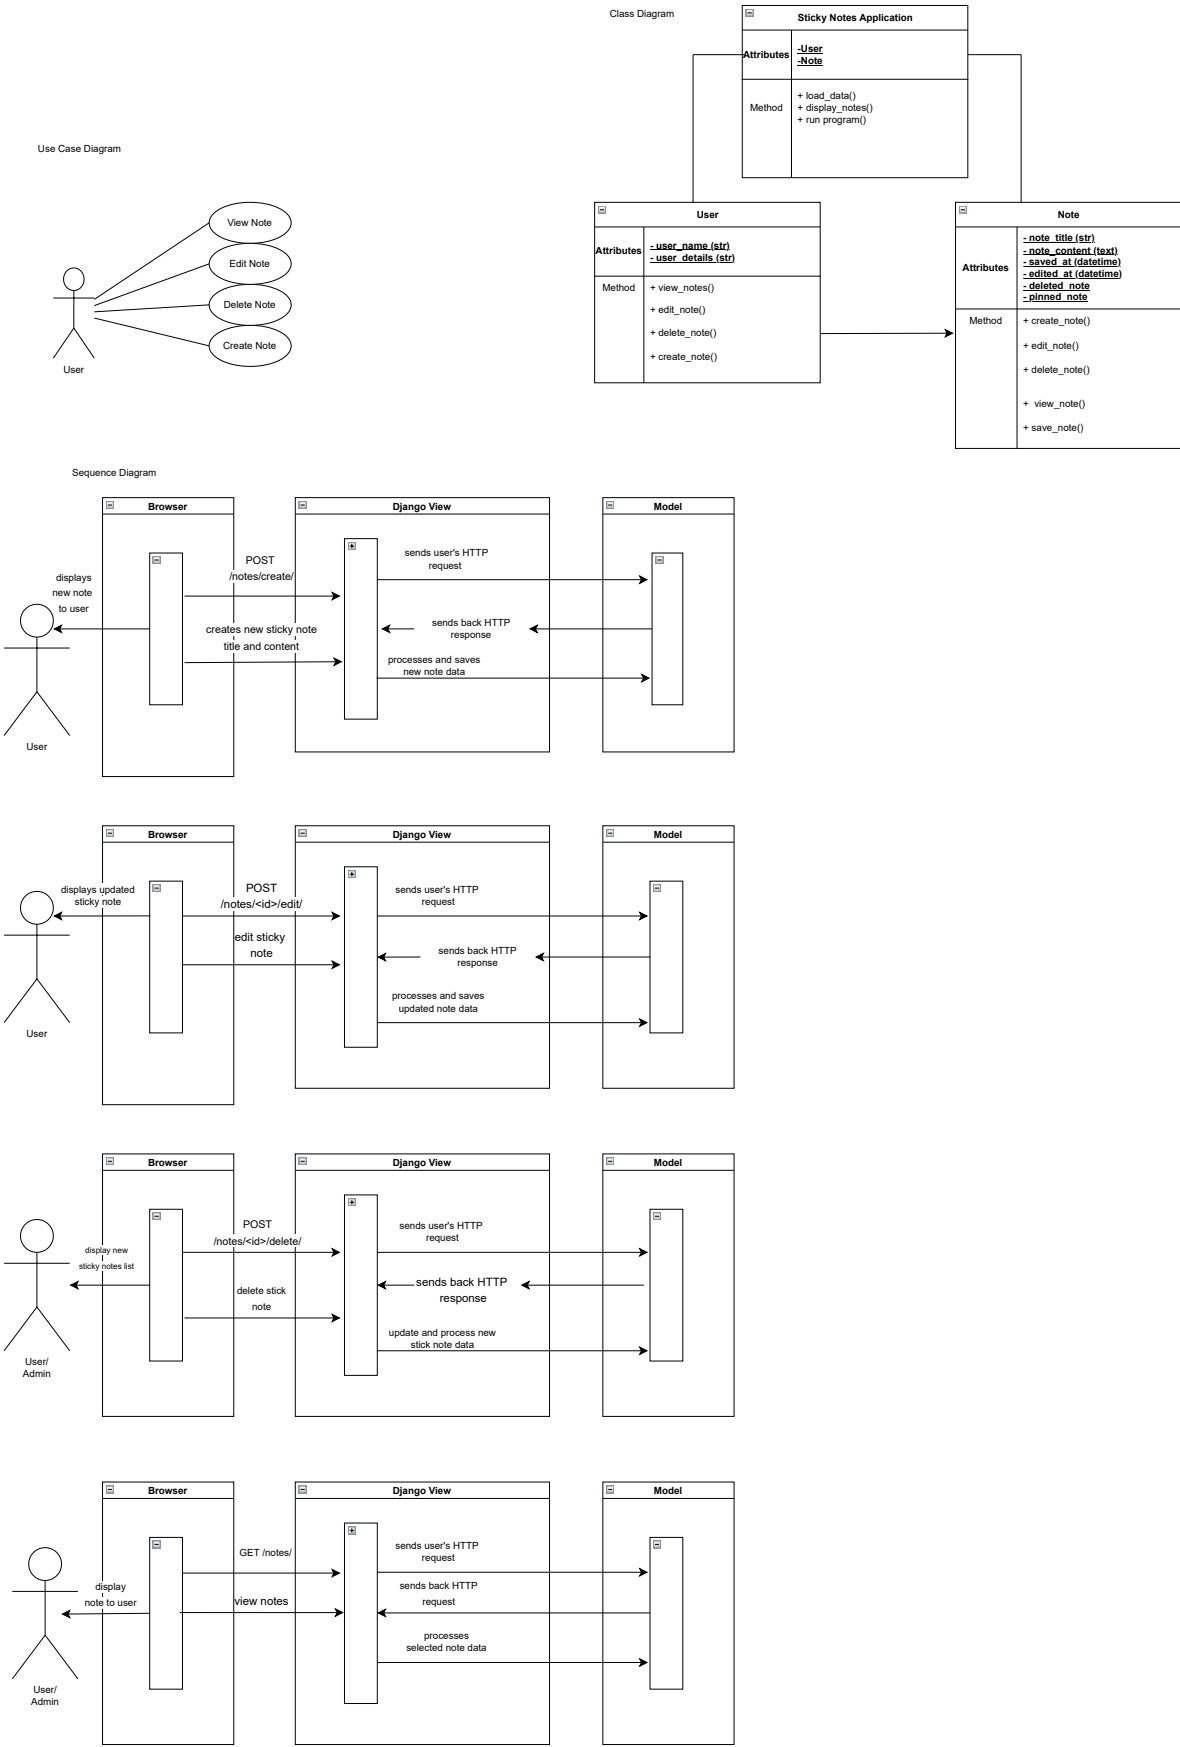 Class Diagram
Sticky Notes Application
Attributes
-User
-Note
Method
+ load_data()
+ display_notes()
+ run program()
Use Case Diagram
View Note
Edit Note
Delete Note
Create Note
User
User
Attributes
- user_name (str)
- user_details (str)
Method
+ view_notes()
+ edit_note()
+ delete_note()
+ create_note()
Note
Attributes
- note_title (str)
- note_content (text)
- saved_at (datetime)
- edited_at (datetime)
- deleted_note
- pinned_note
Method
+ create_note()
+ edit_note()
+ delete_note()
+ view_note()
+ save_note()
Sequence Diagram
Browser
Django View
Model
displays
new note
to user
User
POST
/notes/create/
creates new sticky note
title and content
sends user's HTTP
request
sends back HTTP
response
processes and saves
new note data
Browser
Django View
Model
displays updated
sticky note
User
POST
/notes/<id>/edit/
edit sticky
note
sends user's HTTP
request
sends back HTTP
response
processes and saves
updated note data
Browser
Django View
Model
display new
sticky notes list
User/
Admin
POST
/notes/<id>/delete/
delete stick
note
sends user's HTTP
request
sends back HTTP
response
update and process new
stick note data
Browser
Django View
Model
display
note to user
User/
Admin
GET /notes/
view notes
sends user's HTTP
request
sends back HTTP
request
processes
selected note data